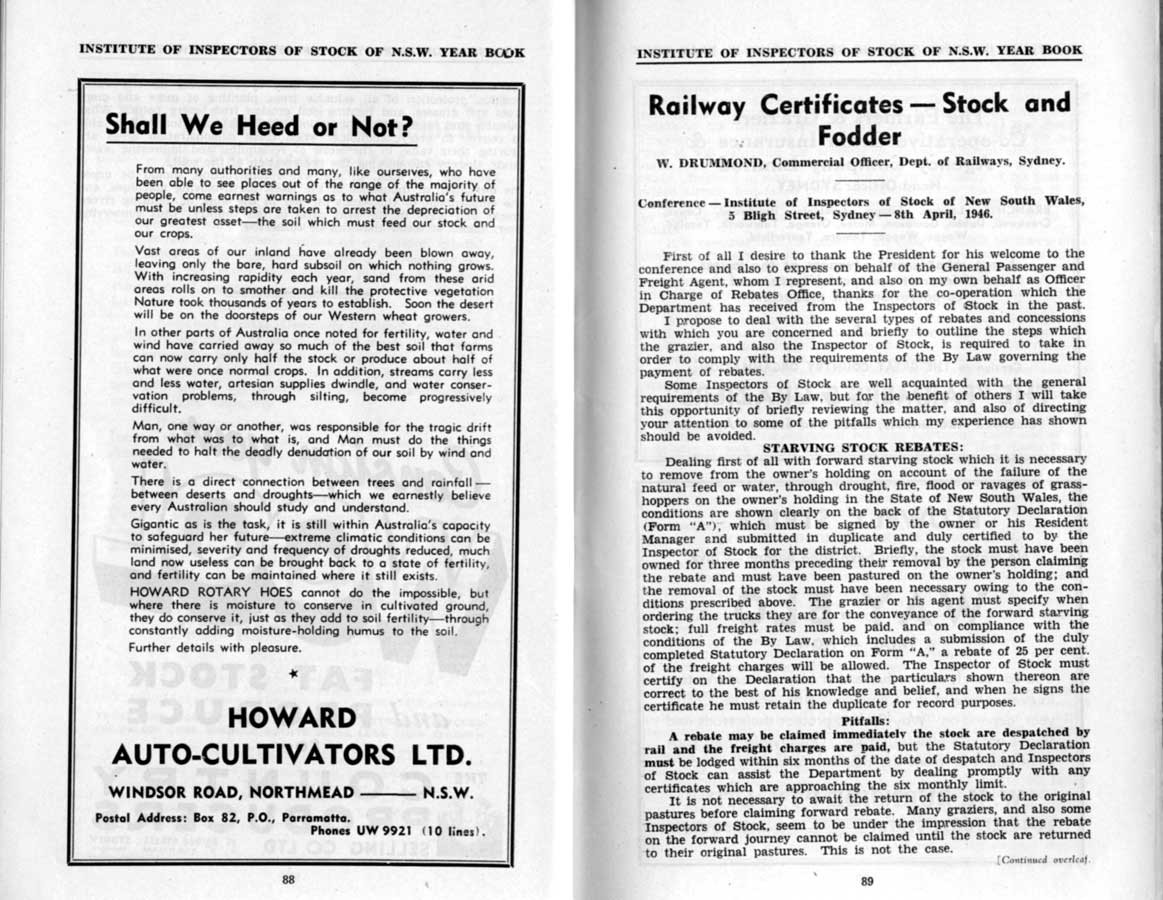 INSTITUTE OF INSPECTORS OF STOCK OF N.S.W. YEAR BOOK
Shall We Heed or Not?
From many authorities and many, like ourselves, who have
been able to see places out of the range of the majority of
people, come earnest warnings as to what Australia's future
must be unless steps are taken to arrest the depreciation of
our greatest asset—the soil which must feed our stock and
our crops.
Vast areas of our inland have already been blown away,
leaving only the bare, hard subsoil on which nothing grows.
With increasing rapidity each year, sand from these arid
areas rolls on to smother and kill the protective vegetation
Nature took thousands of years to establish. Soon the desert
will be on the doorsteps of our Western wheat growers.
In other parts of Australia once noted for fertility, water and
wind have carried away so much of the best soil that farms
can now carry only half the stock or produce about half of
what were once normal crops. In addition, streams carry less
and less water, artesian supplies dwindle, and water conser-
vation problems, through silting, become progressively
difficult.
Man, one way or another, was responsible for the tragic drift
from what was to what is, and Man must do the things
needed to halt the deadly denudation of our soil by wind and
water.
There is a direct connection between trees and rainfall—
between deserts and droughts—which we earnestly believe
every Australian should study and understand.
Gigantic as is the task, it is still within Australia's capacity
to safeguard her future—extreme climatic conditions can be
minimised, severity and frequency of droughts reduced, much
land now useless can be brought back to a state of fertility,
and fertility can be maintained where it still exists.
HOWARD ROTARY HOES cannot do the impossible, but
where there is moisture to conserve in cultivated ground,
they do conserve it, just as they add to soil fertility—through
constantly adding moisture-holding humus to the soil.
Further details with pleasure.
HOWARD
AUTO-CULTIVATORS LTD.
WINDSOR ROAD, NORTHMEAD —— N.S.W.
Postal Address: Box 82, P.O., Parramatta.
Phones UW 9921 (10 lines).
88
INSTITUTE OF INSPECTORS OF STOCK OF N.S.W. YEAR BOOK
Railway Certificates — Stock and
Fodder
W. DRUMMOND, Commercial Officer, Dept. of Railways, Sydney.
Conference — Institute of Inspectors of Stock of New South Wales,
5 Bligh Street, Sydney — 8th April, 1946.
First of all I desire to thank the President for his welcome to the
conference and also to express on behalf of the General Passenger and
Freight Agent, whom I represent, and also on my own behalf as Officer
in Charge of Rebates Office, thanks for the co-operation which the
Department has received from the Inspectors of Stock in the past.
I propose to deal with the several types of rebates and concessions
with which you are concerned and briefly to outline the steps which
the grazier, and also the Inspector of Stock, is required to take in
order to comply with the requirements of the By Law governing the
payment of rebates.
Some Inspectors of Stock are well acquainted with the general
requirements of the By Law, but for the benefit of others I will take
this opportunity of briefly reviewing the matter, and also of directing
your attention to some of the pitfalls which my experience has shown
should be avoided.
STARVING STOCK REBATES:
Dealing first of all with forward starving stock which it is necessary
to remove from the owner's holding on account of the failure of the
natural feed or water, through drought, fire, flood or ravages of grass-
hoppers on the owner's holding in the State of New South Wales, the
conditions are shown clearly on the back of the Statutory Declaration
(Form "A"), which must be signed by the owner or his Resident
Manager and submitted in duplicate and duly certified to by the
Inspector of Stock for the district. Briefly, the stock must have been
owned for three months preceding their removal by the person claiming
the rebate and must have been pastured on the owner's holding; and
the removal of the stock must have been necessary owing to the con-
ditions prescribed above. The grazier or his agent must specify when
ordering the trucks they are for the conveyance of the forward starving
stock; full freight rates must be paid, and on compliance with the
conditions of the By Law, which includes a submission of the duly
completed Statutory Declaration on Form "A," a rebate of 25 per cent.
of the freight charges will be allowed. The Inspector of Stock must
certify on the Declaration that the particulars shown thereon are
correct to the best of his knowledge and belief, and when he signs the
certificate he must retain the duplicate for record purposes.
Pitfalls:
A rebate may be claimed immediately the stock are despatched by
rail and the freight charges are paid, but the Statutory Declaration
must be lodged within six months of the date of despatch and Inspectors
of Stock can assist the Department by dealing promptly with any
certificates which are approaching the six monthly limit.
It is not necessary to await the return of the stock to the original
pastures before claiming forward rebate. Many graziers, and also some
Inspectors of Stock, seem to be under the impression that the rebate
on the forward journey cannot be claimed until the stock are returned
to their original pastures. This is not the case.
[Continued overleaf.
89